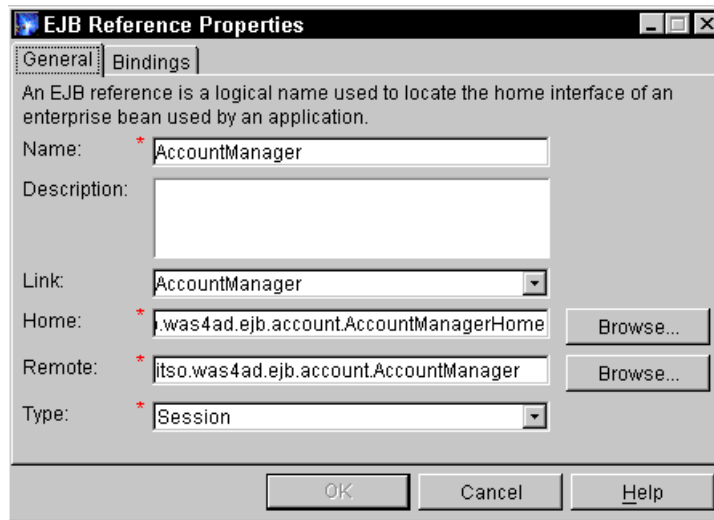 EJB Reference Properties
General Bindings
An EJB reference is a logical name used to locate the home interface of an
enterprise bean used by an application.
Name: * AccountManager
Description:
Link: AccountManager
Home: * ).was4ad.ejb.account.AccountManagerHome Browse...
Remote: * itso.was4ad.ejb.account.AccountManager Browse...
Type: * Session
OK Cancel Help